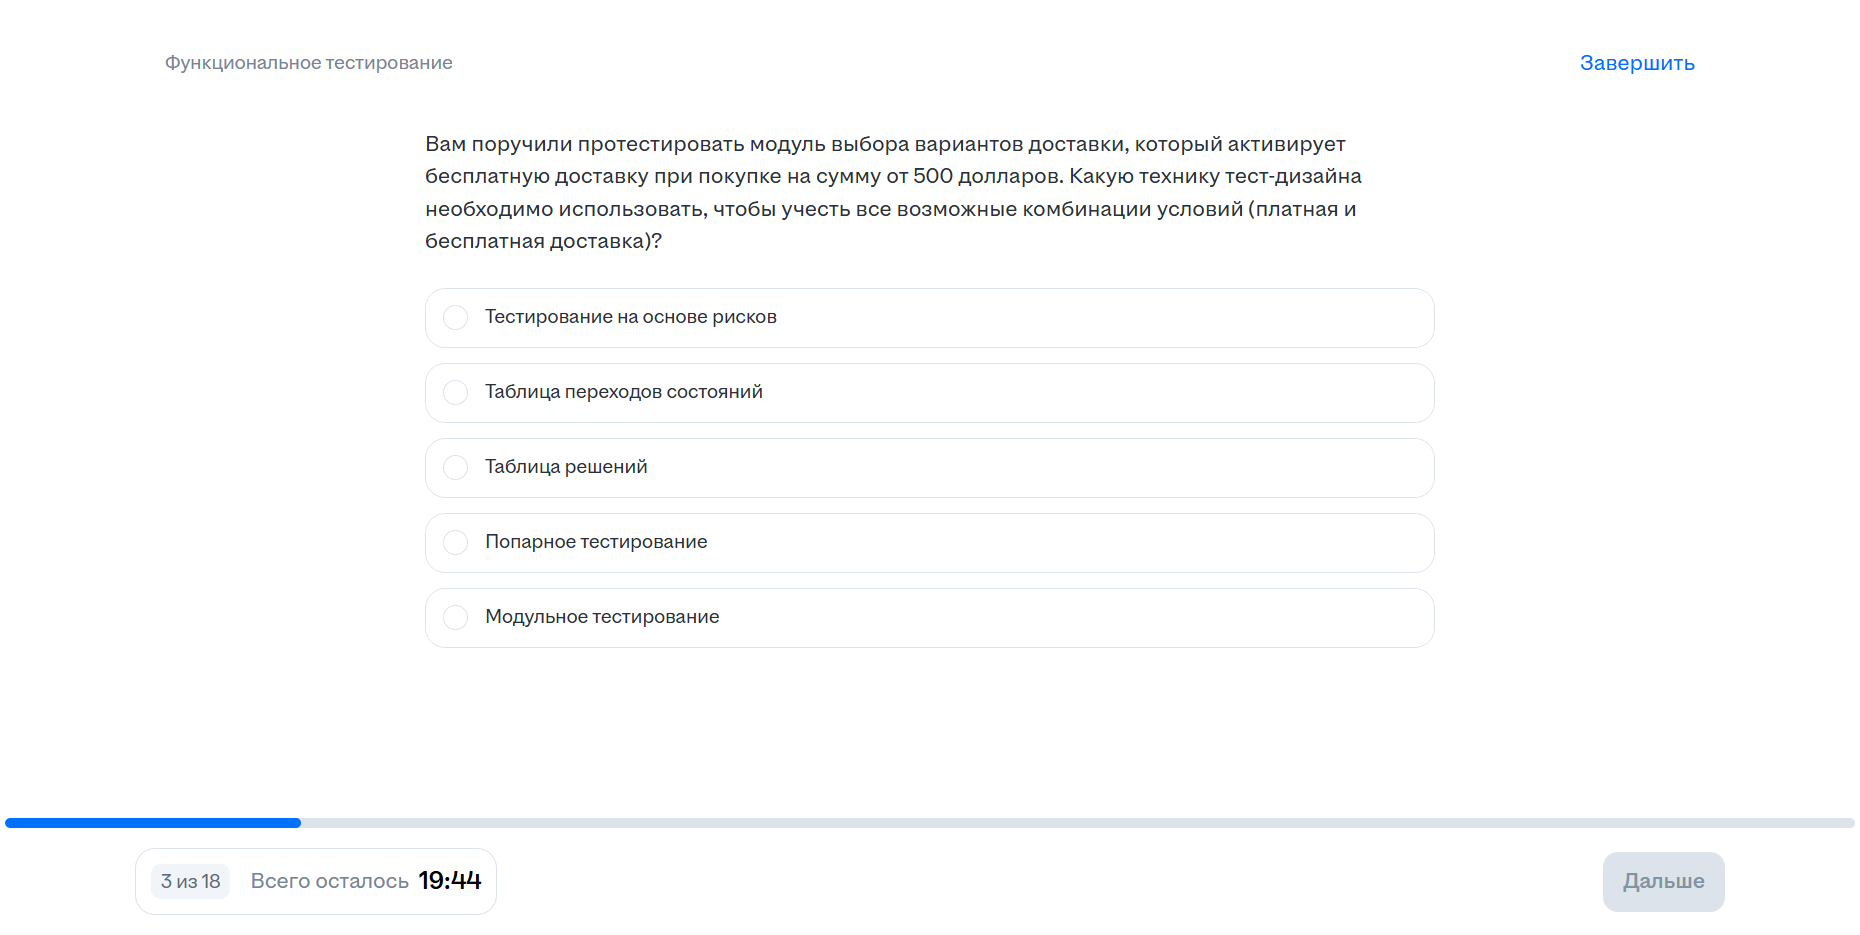 Функциональное тестирование
Завершить
Вам поручили протестировать модуль выбора вариантов доставки, который активирует
бесплатную доставку при покупке на сумму от 500 долларов. Какую технику тест-дизайна
необходимо использовать, чтобы учесть все возможные комбинации условий (платная и
бесплатная доставка)?
Тестирование на основе рисков
Таблица переходов состояний
Таблица решений
Попарное тестирование
Модульное тестирование
3 из 18
Всего осталось 19:44
Дальше